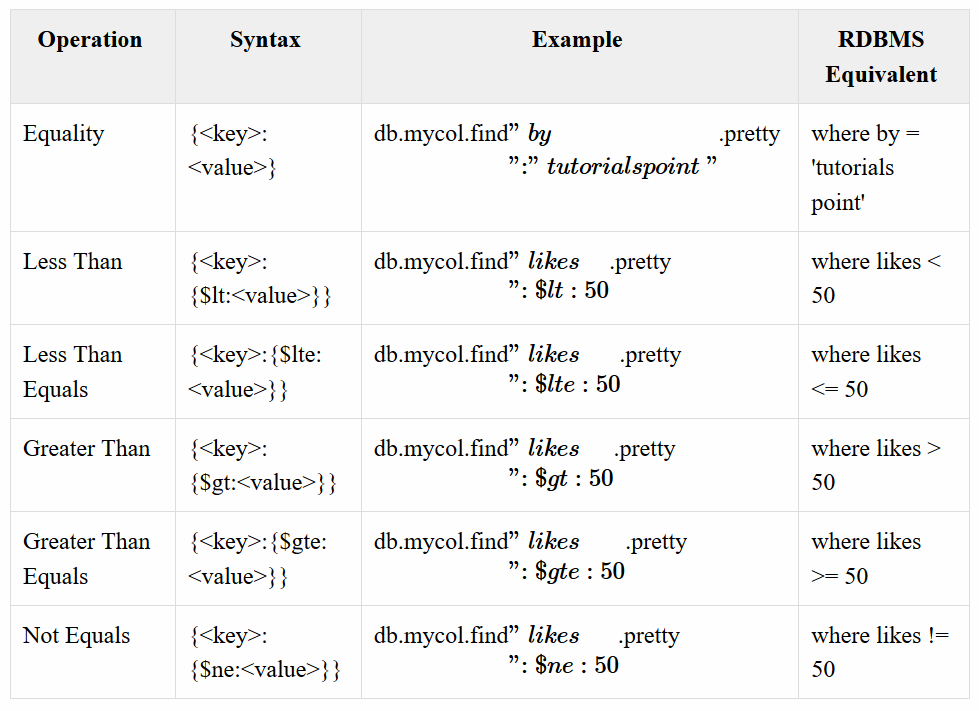 Operation Syntax Example RDBMS
Equivalent
Equality {<key>: db.mycol.find” by .pretty where by =
<value>} ”:” tutorialspoint ” 'tutorials
point'
Less Than {<key>: db.mycol.find” likes .pretty where likes <
{$lt:<value>}} ”: $lt : 50 50
Less Than {<key>:{$lte: db.mycol.find” likes .pretty where likes
Equals <value>}} ”: $lte : 50 <= 50
Greater Than {<key>: db.mycol.find” likes .pretty where likes >
{$gt:<value>}} ”: $gt : 50 50
Greater Than {<key>:{$gte: db.mycol.find” likes .pretty where likes
Equals <value>}} ”: $gte : 50 >= 50
Not Equals {<key>: db.mycol.find” likes .pretty where likes !=
{$ne:<value>}} ”: $ne : 50 50